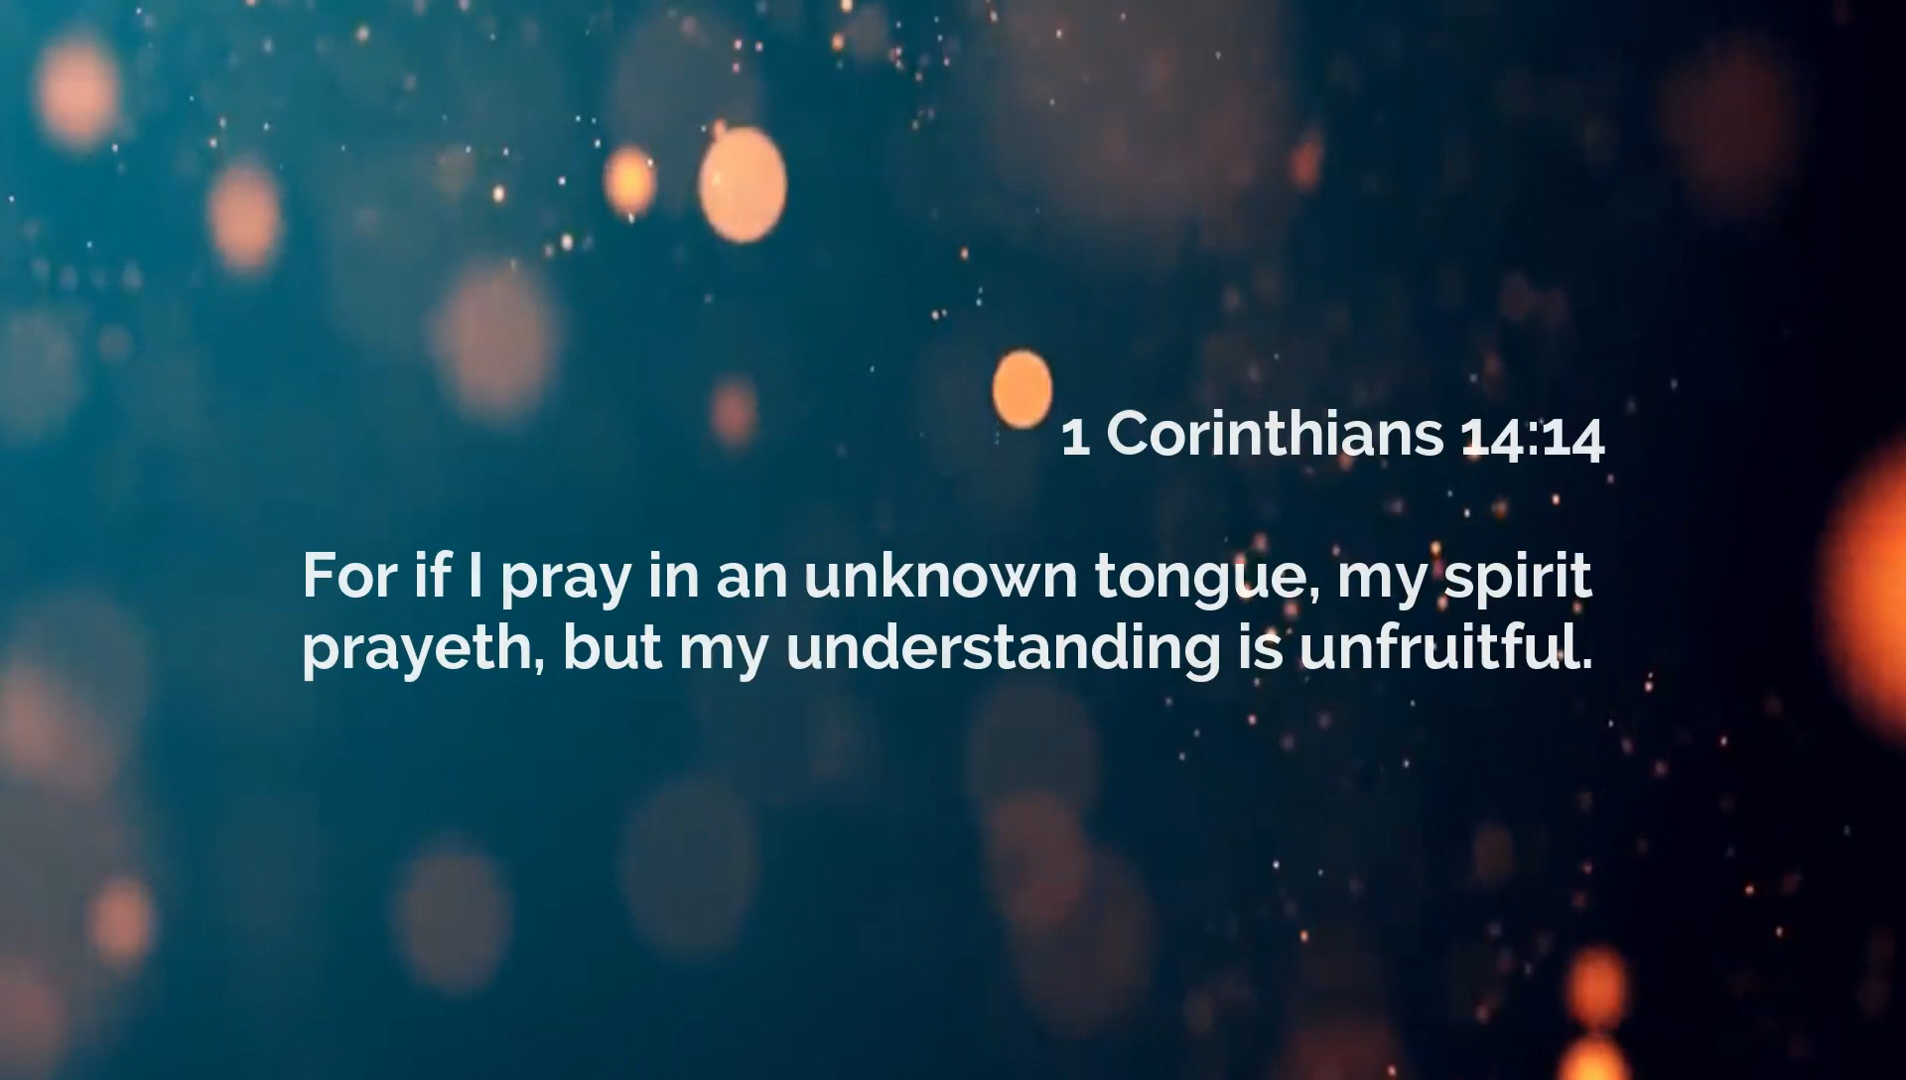 1 Corinthians 14:14
For if I pray in an unknown tongue, my spirit
prayeth, but my understanding is unfruitful.